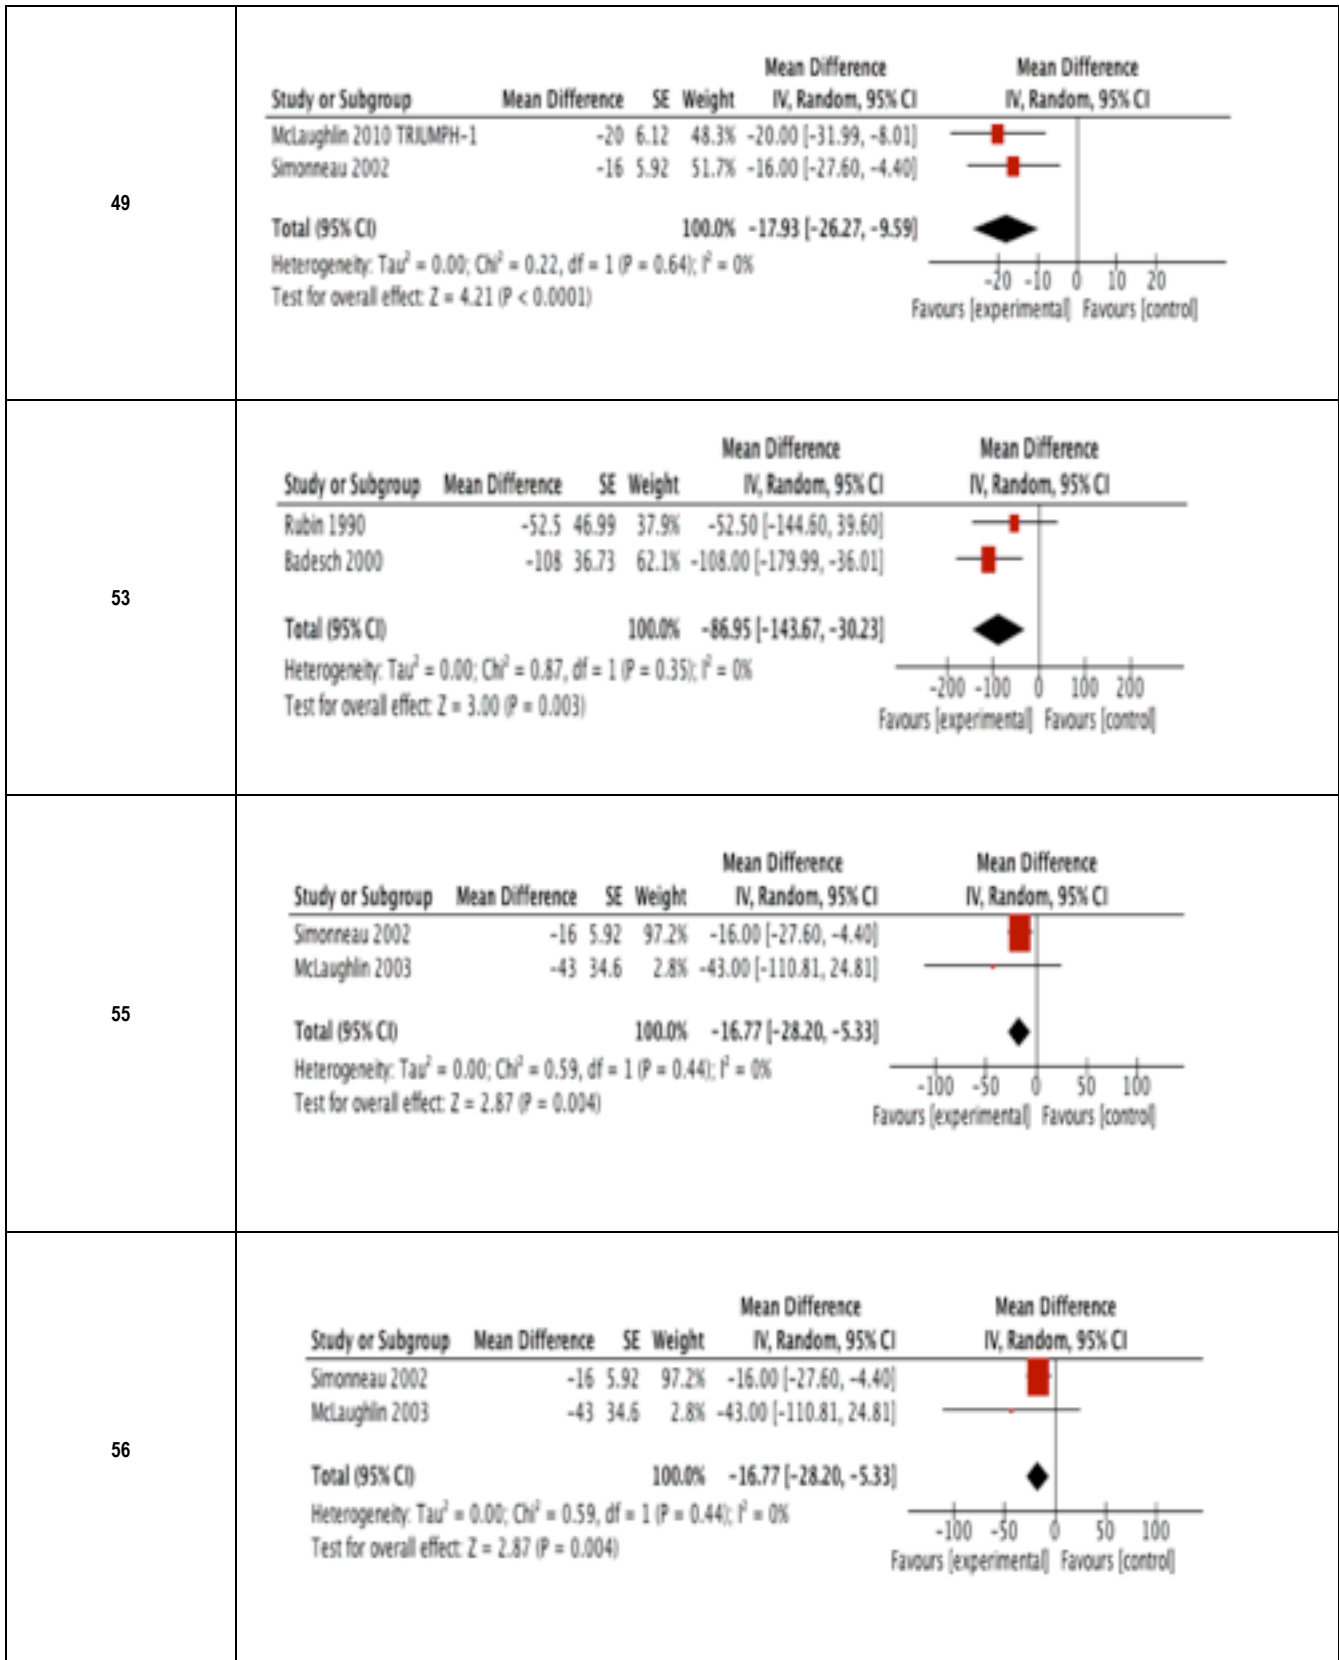 49
Mean Difference Mean Difference
Study or Subgroup Mean Difference SE Weight IV, Random, 95% CI IV, Random, 95% CI
McLaughlin 2010 TRIUMPH-1 -20 6.12 48.3% -20.00 [-31.99, -8.01]
Simonneau 2002 -16 5.92 51.7% -16.00 [-27.60, -4.40]
Total (95% CI) 100.0% -17.93 [-26.27, -9.59]
Heterogeneity: Tau² = 0.00; Chi² = 0.22, df = 1 (P = 0.64); I² = 0%
Test for overall effect: Z = 4.21 (P < 0.0001)
-20 -10 0 10 20
Favours [experimental] Favours [control]
53
Mean Difference Mean Difference
Study or Subgroup Mean Difference SE Weight IV, Random, 95% CI IV, Random, 95% CI
Rubin 1990 -52.5 46.99 37.9% -52.50 [-144.60, 39.60]
Badesch 2000 -108 36.73 62.1% -108.00 [-179.99, -36.01]
Total (95% CI) 100.0% -86.95 [-143.67, -30.23]
Heterogeneity: Tau² = 0.00; Chi² = 0.87, df = 1 (P = 0.35); I² = 0%
Test for overall effect: Z = 3.00 (P = 0.003)
-200 -100 0 100 200
Favours [experimental] Favours [control]
55
Mean Difference Mean Difference
Study or Subgroup Mean Difference SE Weight IV, Random, 95% CI IV, Random, 95% CI
Simonneau 2002 -16 5.92 97.2% -16.00 [-27.60, -4.40]
McLaughlin 2003 -43 34.6 2.8% -43.00 [-110.81, 24.81]
Total (95% CI) 100.0% -16.77 [-28.20, -5.33]
Heterogeneity: Tau² = 0.00; Chi² = 0.59, df = 1 (P = 0.44); I² = 0%
Test for overall effect: Z = 2.87 (P = 0.004)
-100 -50 0 50 100
Favours [experimental] Favours [control]
56
Mean Difference Mean Difference
Study or Subgroup Mean Difference SE Weight IV, Random, 95% CI IV, Random, 95% CI
Simonneau 2002 -16 5.92 97.2% -16.00 [-27.60, -4.40]
McLaughlin 2003 -43 34.6 2.8% -43.00 [-110.81, 24.81]
Total (95% CI) 100.0% -16.77 [-28.20, -5.33]
Heterogeneity: Tau² = 0.00; Chi² = 0.59, df = 1 (P = 0.44); I² = 0%
Test for overall effect: Z = 2.87 (P = 0.004)
-100 -50 0 50 100
Favours [experimental] Favours [control]